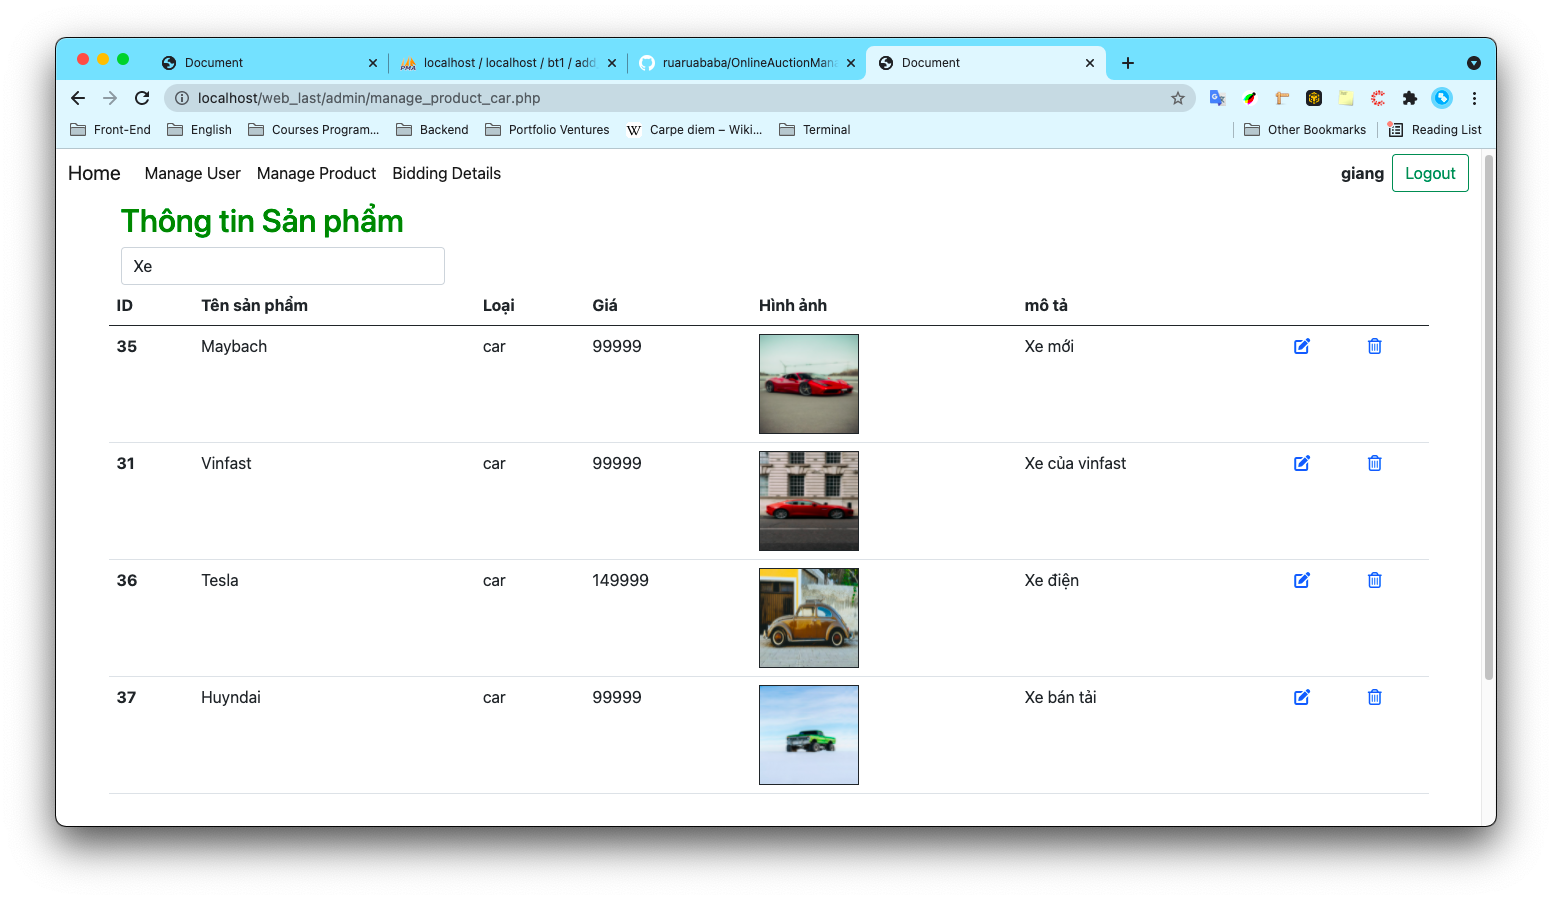 Document
localhost / localhost / bt1 / add
ruaruababa/OnlineAuctionMana
Document
localhost/web_last/admin/manage_product_car.php
Front-End
English
Courses Program...
Backend
Portfolio Ventures
W Carpe diem – Wiki...
Terminal
Other Bookmarks
Reading List
Home Manage User Manage Product Bidding Details giang Logout
Thông tin Sản phẩm
Xe
ID Tên sản phẩm Loại Giá Hình ảnh mô tả
35 Maybach car 99999 Xe mới
31 Vinfast car 99999 Xe của vinfast
36 Tesla car 149999 Xe điện
37 Huyndai car 99999 Xe bán tải